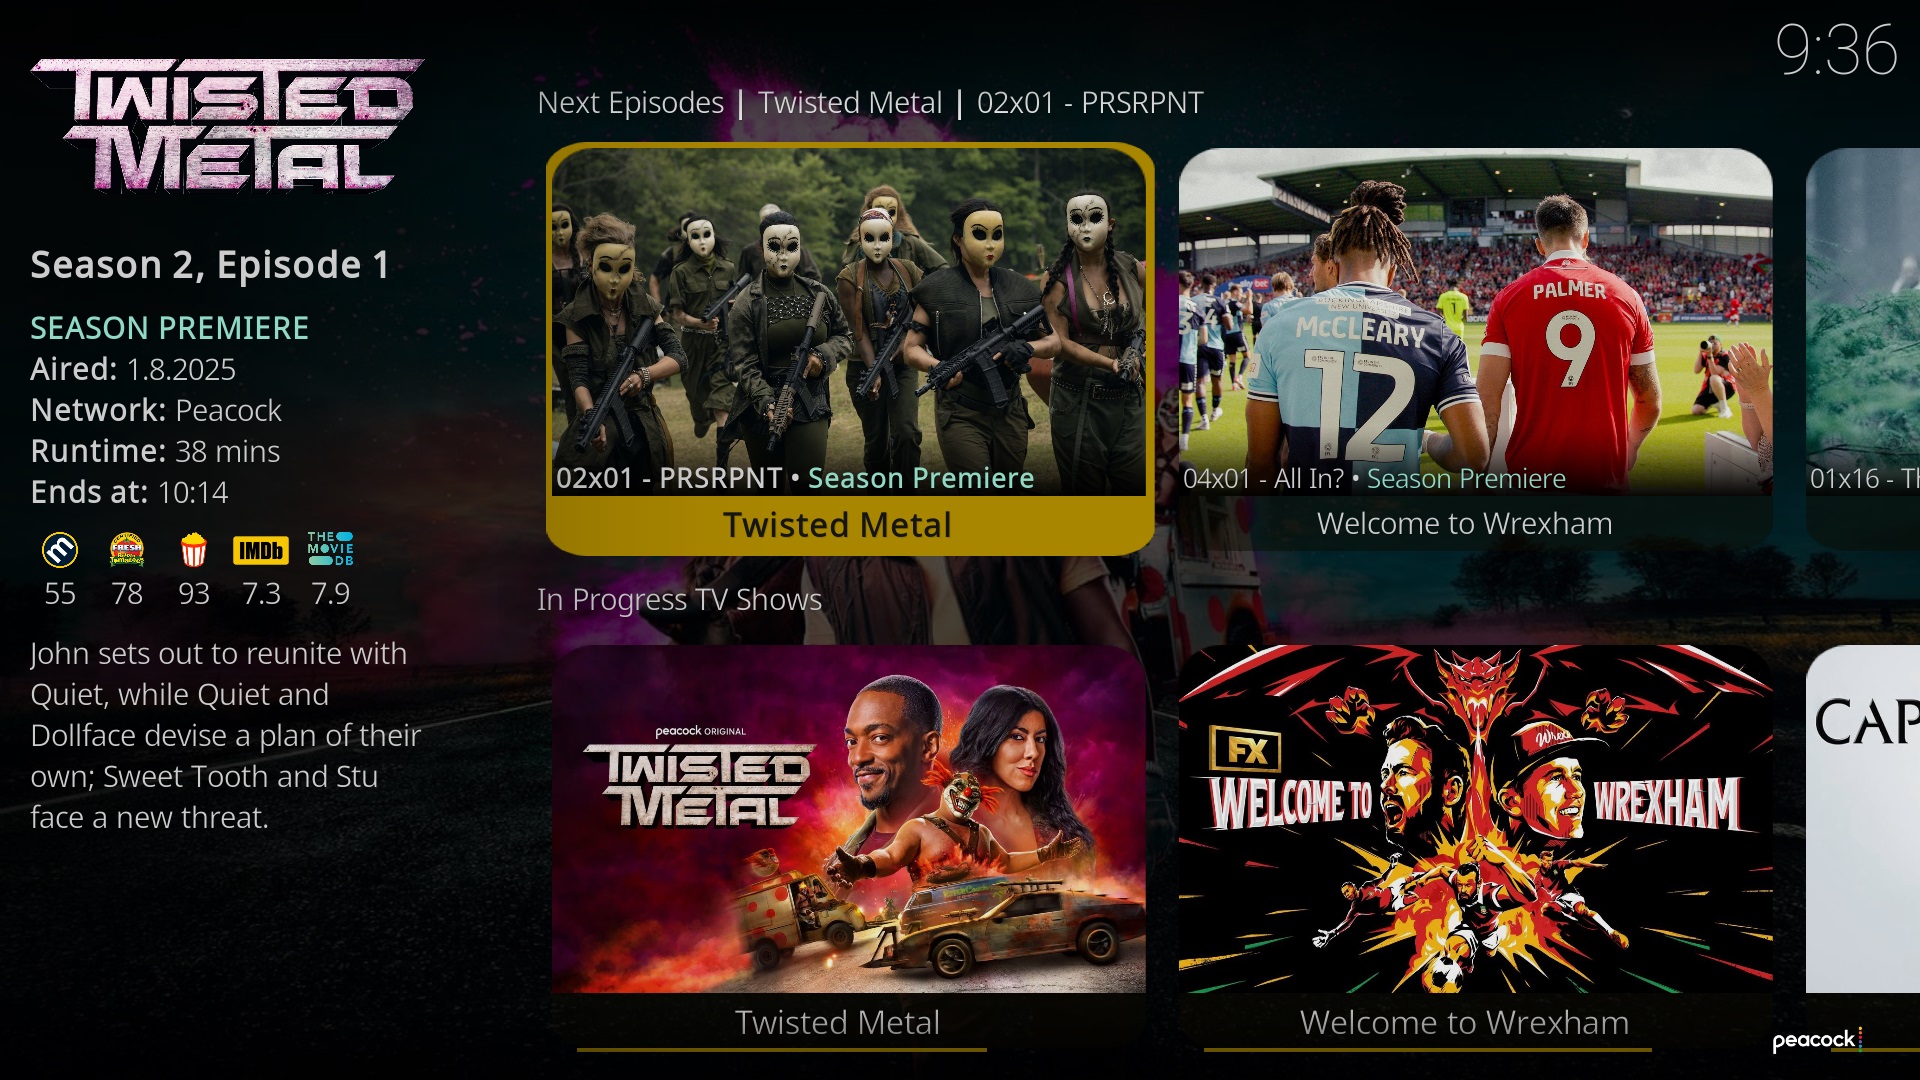 9:36
TWISTED
METAL
Season 2, Episode 1
SEASON PREMIERE
Aired: 1.8.2025
Network: Peacock
Runtime: 38 mins
Ends at: 10:14
m
FRESH
IMDb
THE
MOVIE
DB
55 78 93 7.3 7.9
John sets out to reunite with
Quiet, while Quiet and
Dollface devise a plan of their
own; Sweet Tooth and Stu
face a new threat.
Next Episodes | Twisted Metal | 02x01 - PRSRPNT
02x01 - PRSRPNT • Season Premiere
Twisted Metal
McCLEARY
12
PALMER
9
04x01 - All In? • Season Premiere
Welcome to Wrexham
01x16 -
In Progress TV Shows
peacock ORIGINAL
TWISTED
METAL
Twisted Metal
FX
WELCOME TO WREXHAM
Welcome to Wrexham
CAP
peacock